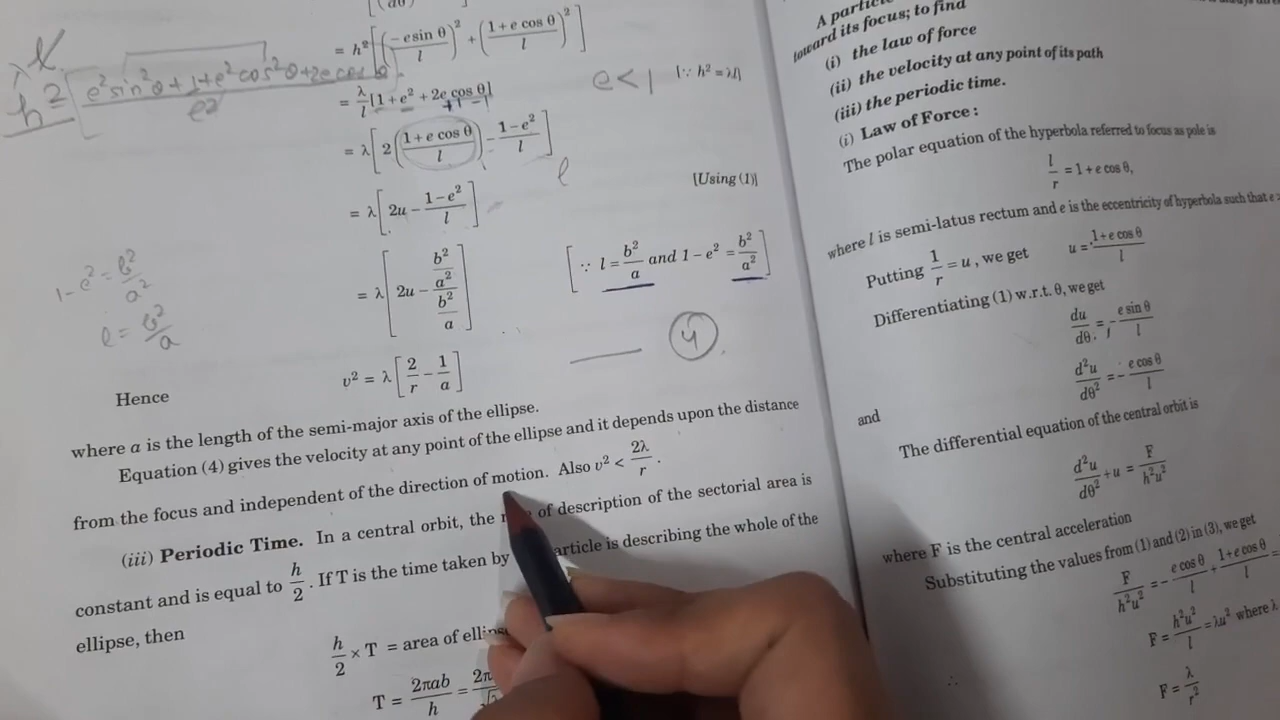 = h²[(−e sin θ / l)² + (1 + e cos θ / l)²]
h² [e² sin² θ + 1 + e² cos² θ + 2e cos θ / e²]
e < 1
[∵ h² = λl]
= λ/l [1 + e² + 2e cos θ]
+1 −1
= λ[2(1 + e cos θ / l) − 1 − e² / l]
l
[Using (1)]
= λ[2u − 1 − e² / l]
= λ[2u − (b²/a²) / (b²/a)]
[∵ l = b²/a and 1 − e² = b²/a²]
1 − e² = b²/a²
e = b²/a
4
Hence
v² = λ[2/r − 1/a]
where a is the length of the semi-major axis of the ellipse.
Equation (4) gives the velocity at any point of the ellipse and it depends upon the distance
from the focus and independent of the direction of motion. Also v² < 2λ/r.
(iii) Periodic Time. In a central orbit, the of description of the sectorial area is
constant and is equal to h/2. If T is the time taken by is describing the whole of the
ellipse, then
h/2 × T = area of
T = 2πab/h =
A
toward its focus; to find
(i) the law of force
(ii) the velocity at any point of its path
(iii) the periodic time.
(i) Law of Force :
The polar equation of the hyperbola referred to focus as pole is
l/r = 1 + e cos θ,
where l is semi-latus rectum and e is the eccentricity of hyperbola such that e
Putting 1/r = u, we get u = 1 + e cos θ / l
Differentiating (1) w.r.t. θ, we get
du/dθ = − e sin θ / l
d²u/dθ² = − e cos θ / l
and
The differential equation of the central orbit is
d²u/dθ² + u = F/h²u²
where F is the central acceleration
Substituting the values from (1) and (2) in (3), we get
F/h²u² = − e cos θ / l + 1 + e cos θ / l =
F = h²u²/l = λu² where λ
∴ F = λ/r²